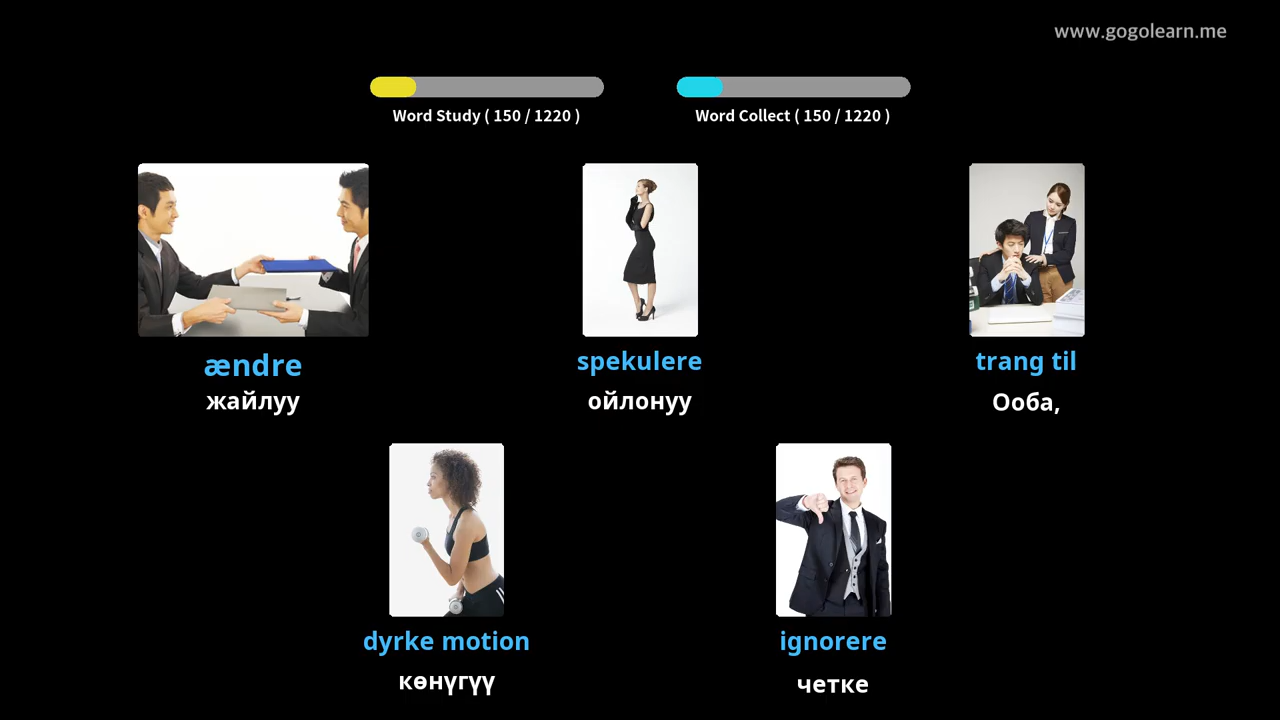 www.gogolearn.me
Word Study ( 150 / 1220 )
Word Collect ( 150 / 1220 )
ændre
жайлуу
spekulere
ойлонуу
trang til
Ооба,
dyrke motion
көнүгүү
ignorere
четке